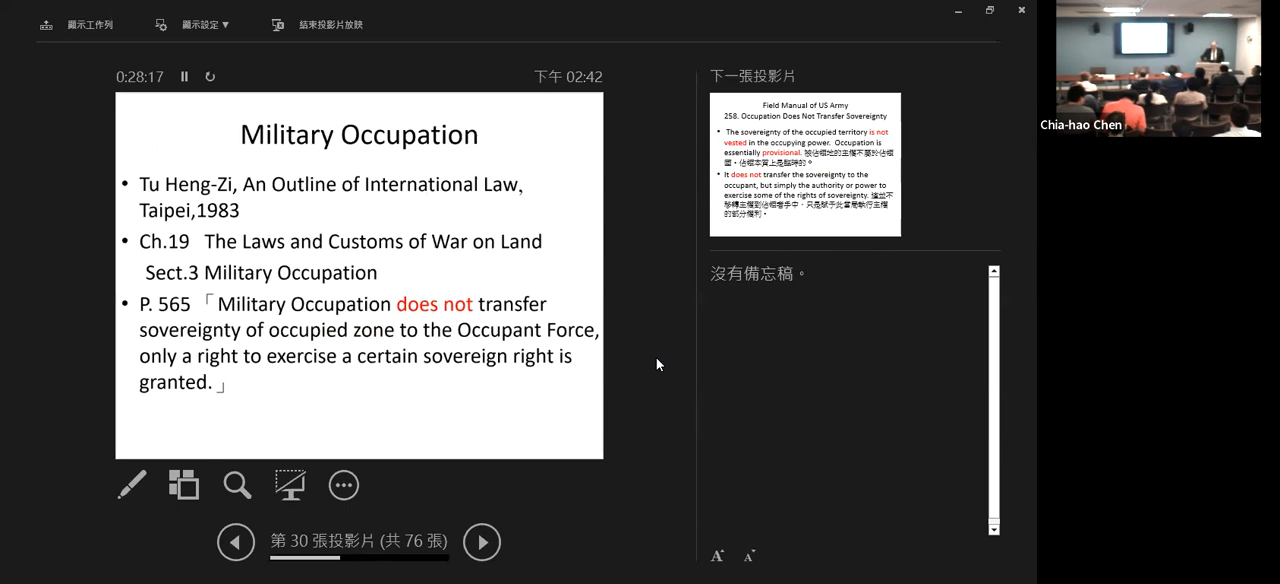 顯示工作列
顯示設定 ▼
結束投影片放映
0:28:17
下午 02:42
Military Occupation
• Tu Heng-Zi, An Outline of International Law、
Taipei,1983
• Ch.19 The Laws and Customs of War on Land
Sect.3 Military Occupation
• P. 565 「 Military Occupation does not transfer
sovereignty of occupied zone to the Occupant Force,
only a right to exercise a certain sovereign right is
granted.」
第 30 張投影片 (共 76 張)
下一張投影片
Field Manual of US Army
258. Occupation Does Not Transfer Sovereignty
• The sovereignty of the occupied territory is not
vested in the occupying power. Occupation is
essentially provisional. 被佔領地的主權不屬於佔領
國，佔領本質上是臨時的。
• It does not transfer the sovereignty to the
occupant, but simply the authority or power to
exercise some of the rights of sovereignty. 這並不
移轉主權到佔領者手中，只是賦予此當局執行主權
的部分權利。
沒有備忘稿。
Chia-hao Chen